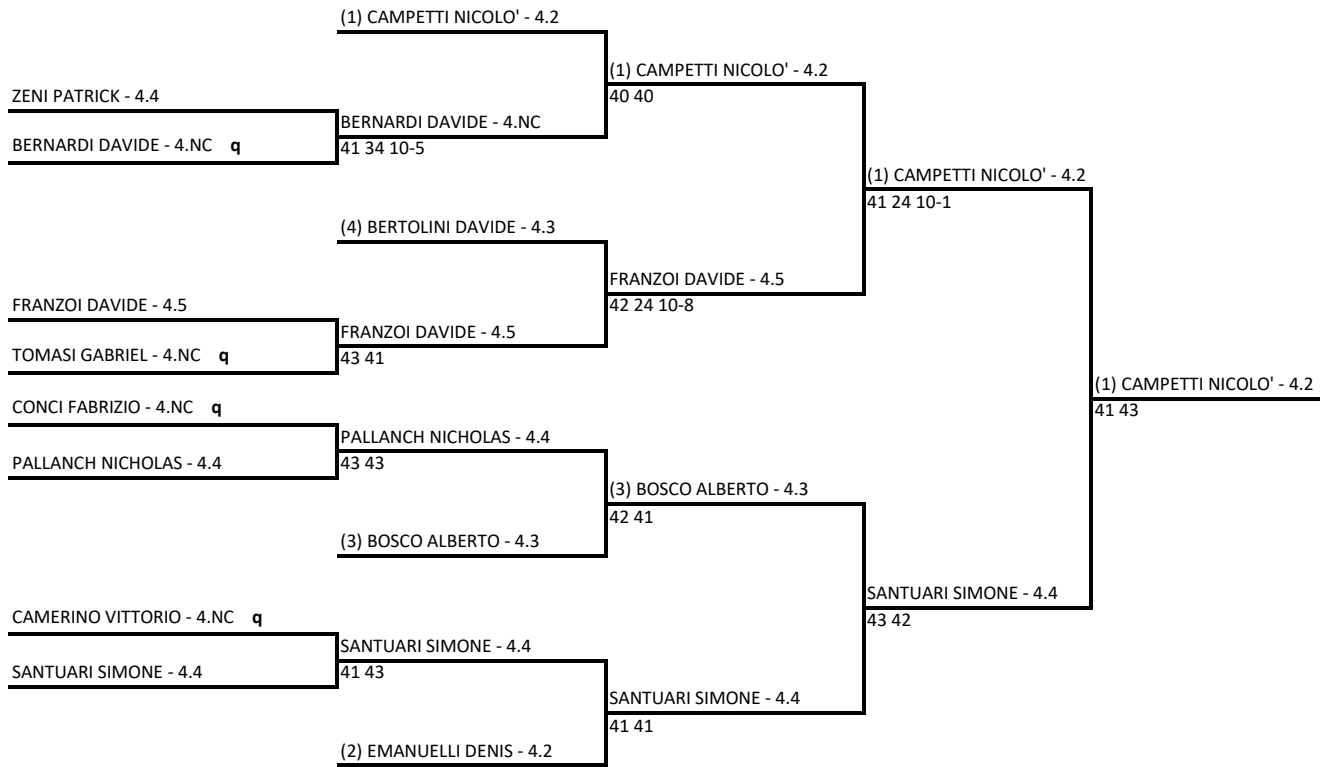 (1) CAMPETTI NICOLO' - 4.2
(1) CAMPETTI NICOLO' - 4.2
ZENI PATRICK - 4.4
40 40
BERNARDI DAVIDE - 4.NC
BERNARDI DAVIDE - 4.NC q
41 34 10-5
(1) CAMPETTI NICOLO' - 4.2
41 24 10-1
(4) BERTOLINI DAVIDE - 4.3
FRANZOI DAVIDE - 4.5
FRANZOI DAVIDE - 4.5
42 24 10-8
FRANZOI DAVIDE - 4.5
TOMASI GABRIEL - 4.NC q
43 41
(1) CAMPETTI NICOLO' - 4.2
CONCI FABRIZIO - 4.NC q
41 43
PALLANCH NICHOLAS - 4.4
PALLANCH NICHOLAS - 4.4
43 43
(3) BOSCO ALBERTO - 4.3
42 41
(3) BOSCO ALBERTO - 4.3
SANTUARI SIMONE - 4.4
CAMERINO VITTORIO - 4.NC q
43 42
SANTUARI SIMONE - 4.4
SANTUARI SIMONE - 4.4
41 43
SANTUARI SIMONE - 4.4
41 41
(2) EMANUELLI DENIS - 4.2